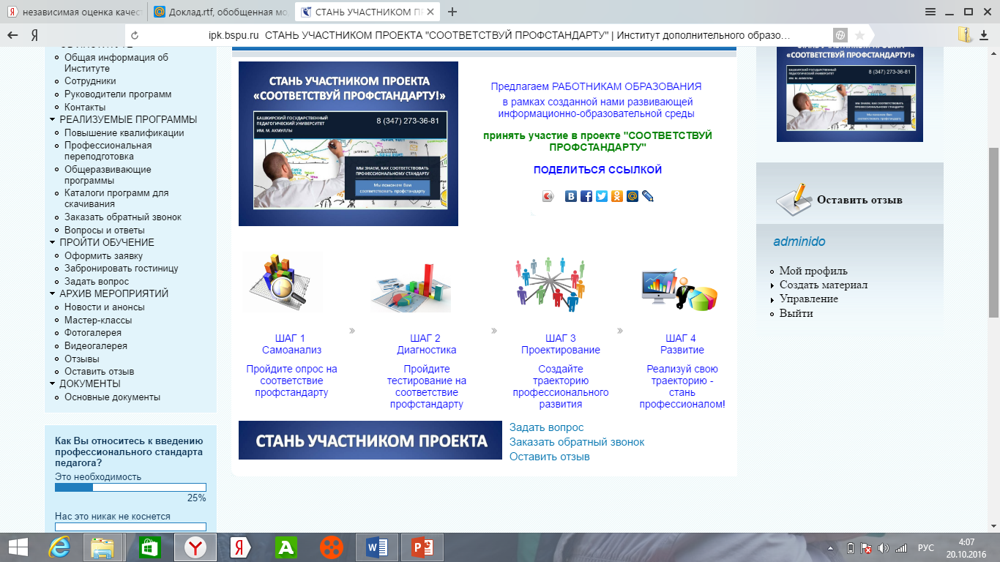 независимая оценка качес
Доклад.rtf, обобщенная мо
СТАНЬ УЧАСТНИКОМ П
ipk.bspu.ru СТАНЬ УЧАСТНИКОМ ПРОЕКТА "СООТВЕТСТВУЙ ПРОФСТАНДАРТУ" | Институт дополнительного образо…
Общая информация об
Институте
Сотрудники
Руководители программ
Контакты
РЕАЛИЗУЕМЫЕ ПРОГРАММЫ
Повышение квалификации
Профессиональная
переподготовка
Общеразвивающие
программы
Каталоги программ для
скачивания
Заказать обратный звонок
Вопросы и ответы
ПРОЙТИ ОБУЧЕНИЕ
Оформить заявку
Забронировать гостиницу
Задать вопрос
АРХИВ МЕРОПРИЯТИЙ
Новости и анонсы
Мастер-классы
Фотогалерея
Видеогалерея
Отзывы
Оставить отзыв
ДОКУМЕНТЫ
Основные документы
Как Вы относитесь к введению
профессионального стандарта
педагога?
Это необходимость
25%
Нас это никак не коснется
СТАНЬ УЧАСТНИКОМ ПРОЕКТА
«СООТВЕТСТВУЙ ПРОФСТАНДАРТУ!»
БАШКИРСКИЙ ГОСУДАРСТВЕННЫЙ
ПЕДАГОГИЧЕСКИЙ УНИВЕРСИТЕТ
ИМ. М. АКМУЛЛЫ
8 (347) 273-36-81
МЫ ЗНАЕМ, КАК СООТВЕТСТВОВАТЬ
ПРОФЕССИОНАЛЬНОМУ СТАНДАРТУ
Мы поможем Вам
соответствовать профстандарту
Предлагаем РАБОТНИКАМ ОБРАЗОВАНИЯ
в рамках созданной нами развивающей
информационно-образовательной среды
принять участие в проекте "СООТВЕТСТВУЙ
ПРОФСТАНДАРТУ"
ПОДЕЛИТЬСЯ ССЫЛКОЙ
ШАГ 1
Самоанализ
Пройдите опрос на
соответствие
профстандарту
ШАГ 2
Диагностика
Пройдите
тестирование на
соответствие
профстандарту
ШАГ 3
Проектирование
Создайте
траекторию
профессионального
развития
ШАГ 4
Развитие
Реализуй свою
траекторию -
стань
профессионалом!
СТАНЬ УЧАСТНИКОМ ПРОЕКТА
Задать вопрос
Заказать обратный звонок
Оставить отзыв
«СООТВЕТСТВУЙ ПРОФСТАНДАРТУ!»
8 (347) 273-36-81
Оставить отзыв
adminido
Мой профиль
Создать материал
Управление
Выйти
РУС
4:07
20.10.2016